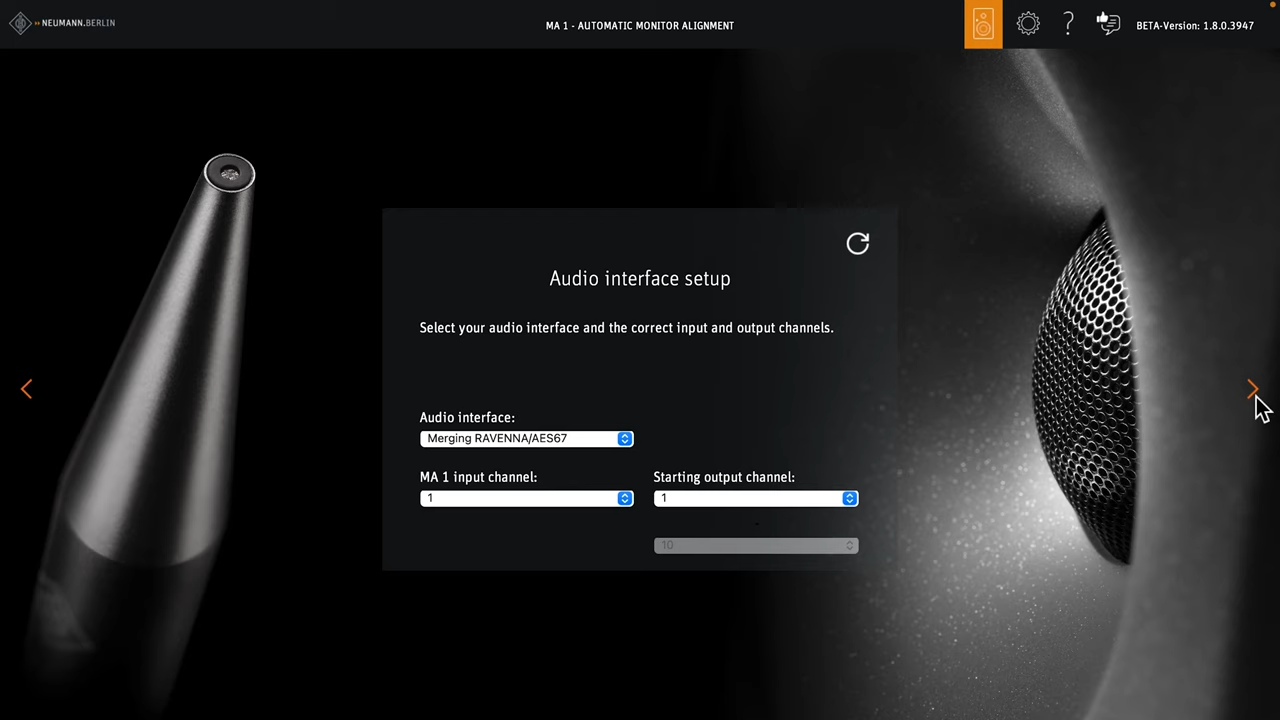 NEUMANN.BERLIN
MA 1 - AUTOMATIC MONITOR ALIGNMENT
?
BETA-Version: 1.8.0.3947
Audio interface setup
Select your audio interface and the correct input and output channels.
Audio interface:
Merging RAVENNA/AES67
MA 1 input channel:
Starting output channel:
1
1
-
10